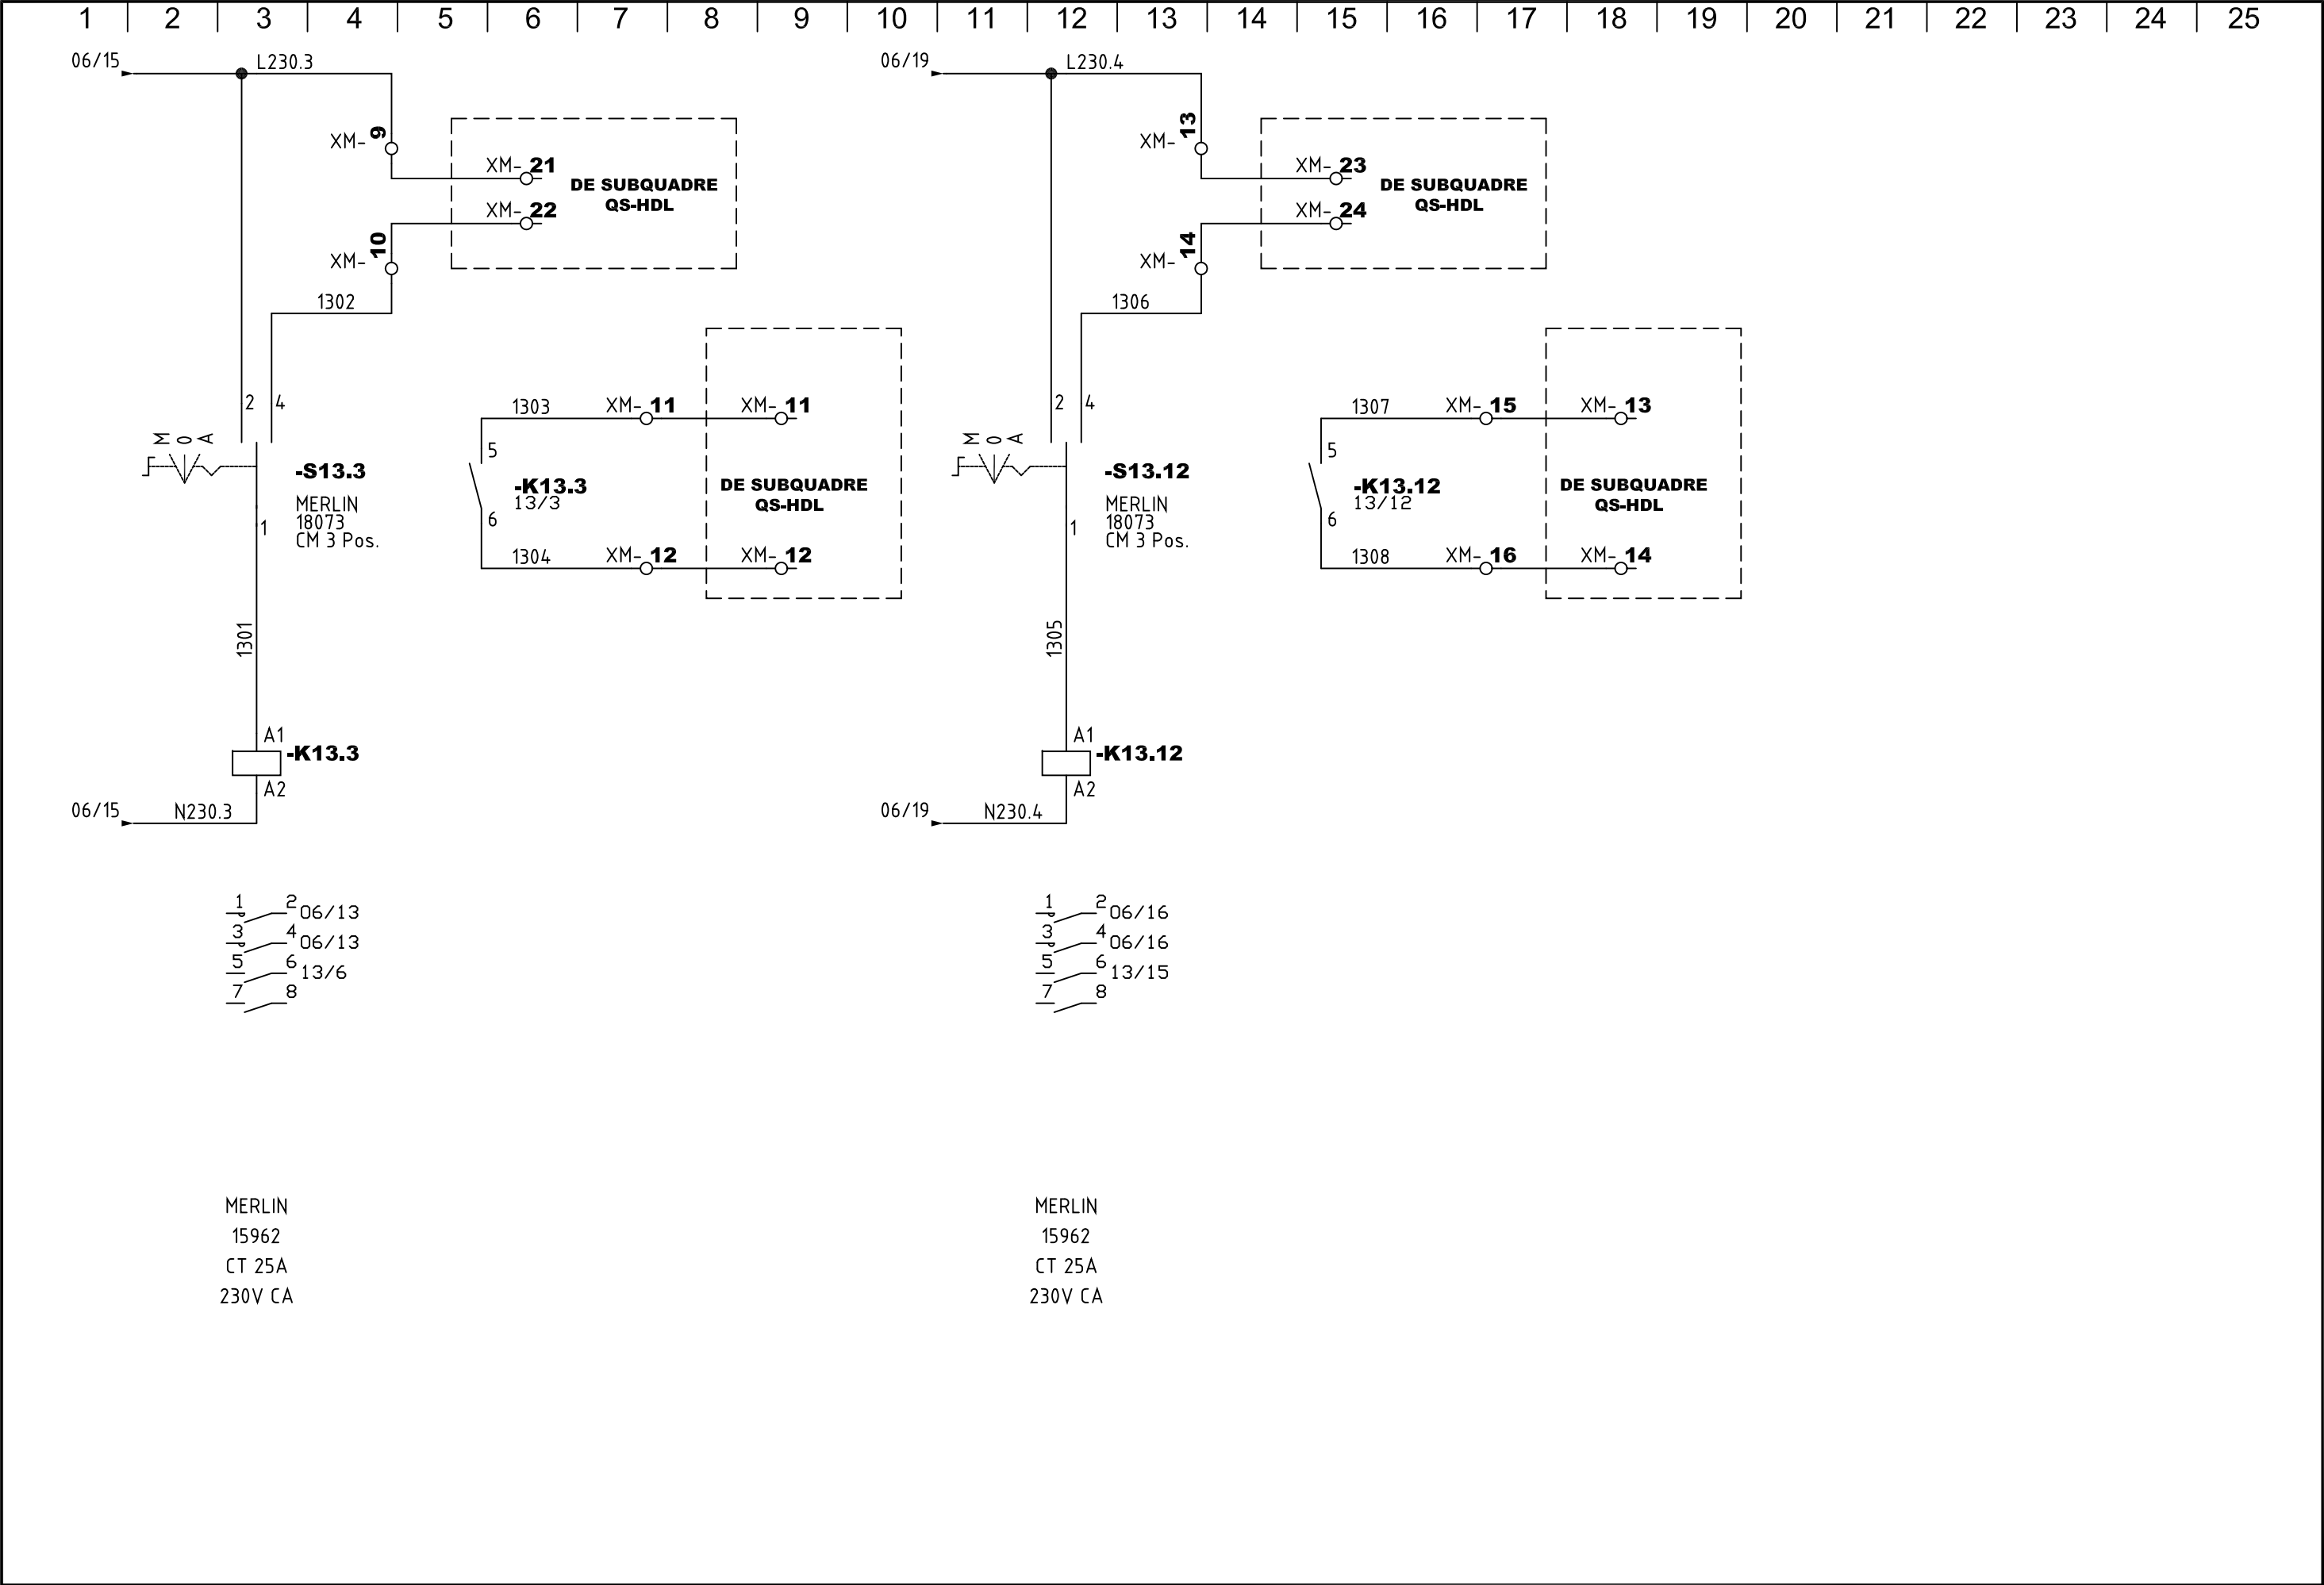 1 2 3 4 5 6 7 8 9 10 11 12 13 14 15 16 17 18 19 20 21 22 23 24 25
06/15 L230.3
XM- 9
XM- 21
DE SUBQUADRE
QS-HDL
XM- 22
XM- 10
1302
2 4
M 0 A
-S13.3
MERLIN
18073
CM 3 Pos.
1
1303 XM- 11 XM- 11
5
-K13.3
13/3
6
DE SUBQUADRE
QS-HDL
1304 XM- 12 XM- 12
1301
A1
-K13.3
A2
06/15 N230.3
1 2 06/13
3 4 06/13
5 6 13/6
7 8
MERLIN
15962
CT 25A
230V CA
06/19 L230.4
XM- 13
XM- 23
DE SUBQUADRE
QS-HDL
XM- 24
XM- 14
1306
2 4
M 0 A
-S13.12
MERLIN
18073
CM 3 Pos.
1
1307 XM- 15 XM- 13
5
-K13.12
13/12
6
DE SUBQUADRE
QS-HDL
1308 XM- 16 XM- 14
1305
A1
-K13.12
A2
06/19 N230.4
1 2 06/16
3 4 06/16
5 6 13/15
7 8
MERLIN
15962
CT 25A
230V CA